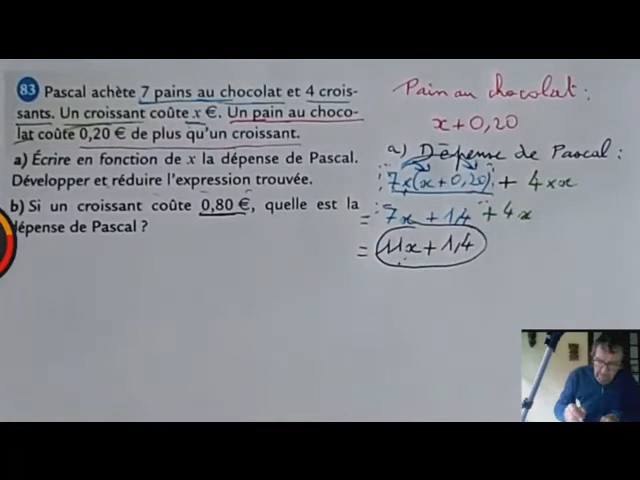 83 Pascal achète 7 pains au chocolat et 4 crois-
sants. Un croissant coûte x €. Un pain au choco-
lat coûte 0,20 € de plus qu'un croissant.
a) Écrire en fonction de x la dépense de Pascal.
Développer et réduire l'expression trouvée.
b) Si un croissant coûte 0,80 €, quelle est la
dépense de Pascal ?
Pain au chocolat :
x + 0,20
a) Dépense de Pascal :
7 x (x + 0,20) + 4 x x
= 7x + 1,4 + 4x
= 11x + 1,4